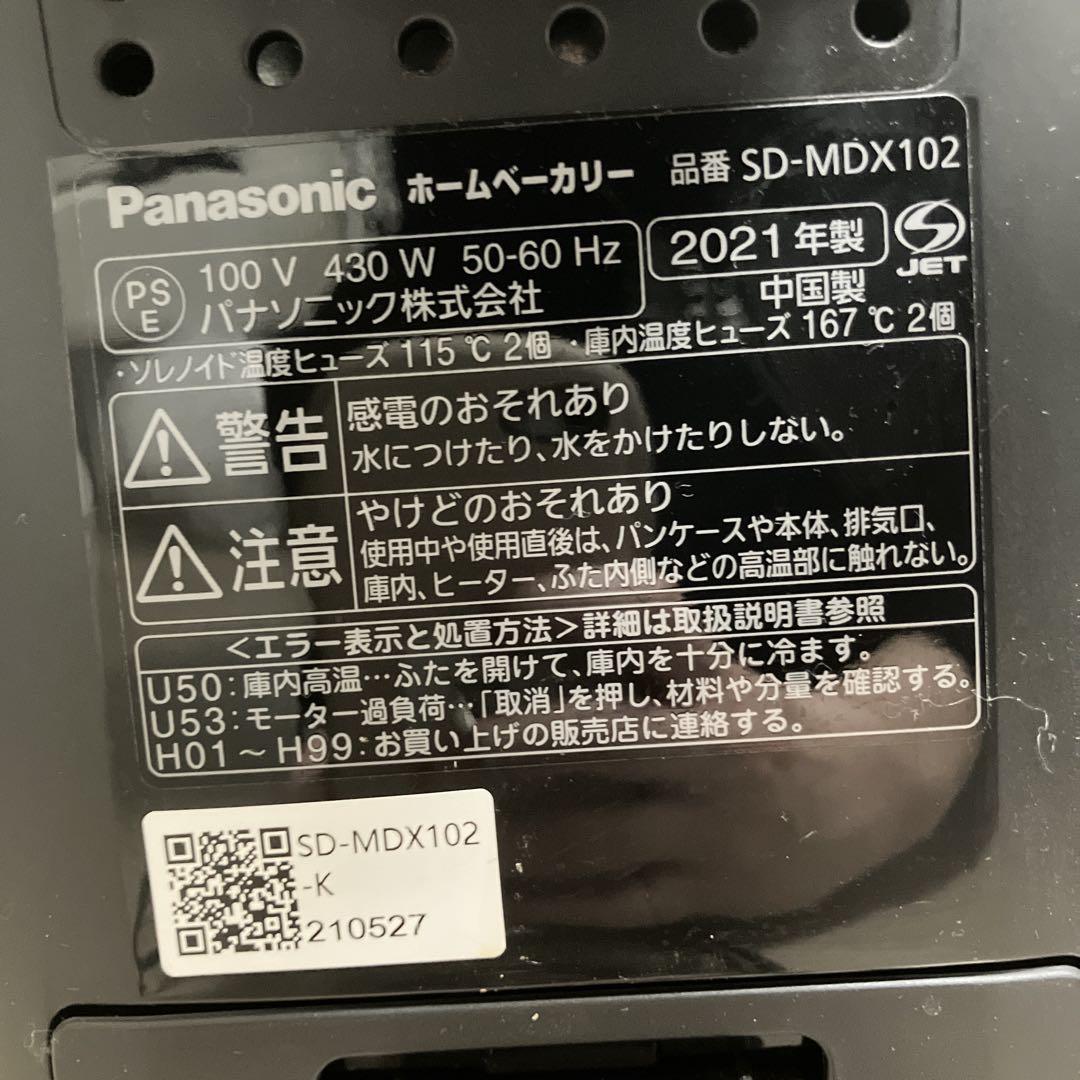 Panasonic ホームベーカリー 品番 SD-MDX102
PSE 100 V 430 W 50-60 Hz 2021年製 JET
パナソニック株式会社 中国製
・ソレノイド温度ヒューズ 115 ℃ 2個 ・庫内温度ヒューズ 167 ℃ 2個
警告 感電のおそれあり
水につけたり、水をかけたりしない。
注意 やけどのおそれあり
使用中や使用直後は、パンケースや本体、排気口、
庫内、ヒーター、ふた内側などの高温部に触れない。
<エラー表示と処置方法>詳細は取扱説明書参照
U50:庫内高温…ふたを開けて、庫内を十分に冷ます。
U53:モーター過負荷…「取消」を押し、材料や分量を確認する。
H01~H99:お買い上げの販売店に連絡する。
SD-MDX102
-K
210527